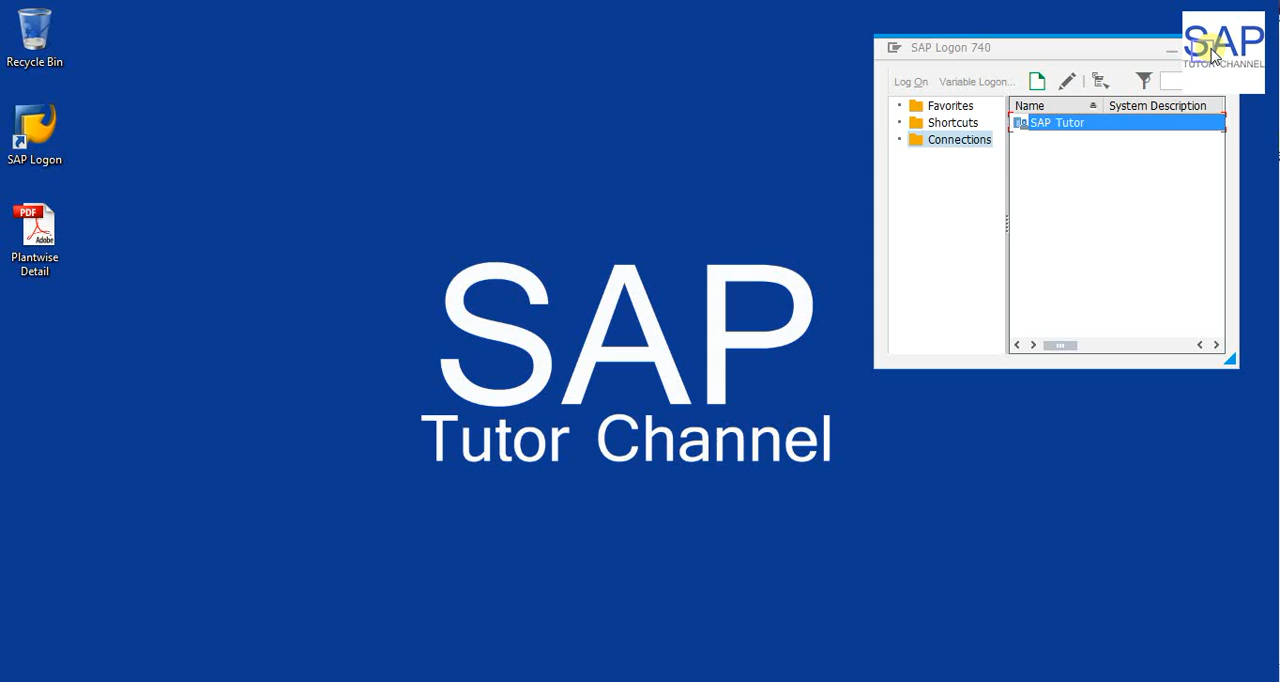 Recycle Bin
SAP Logon
PDF
Adobe
Plantwise
Detail
SAP
Tutor Channel
SAP Logon 740
Log On Variable Logon...
Favorites
Shortcuts
Connections
Name System Description
SAP Tutor
SAP
TUTOR CHANNEL